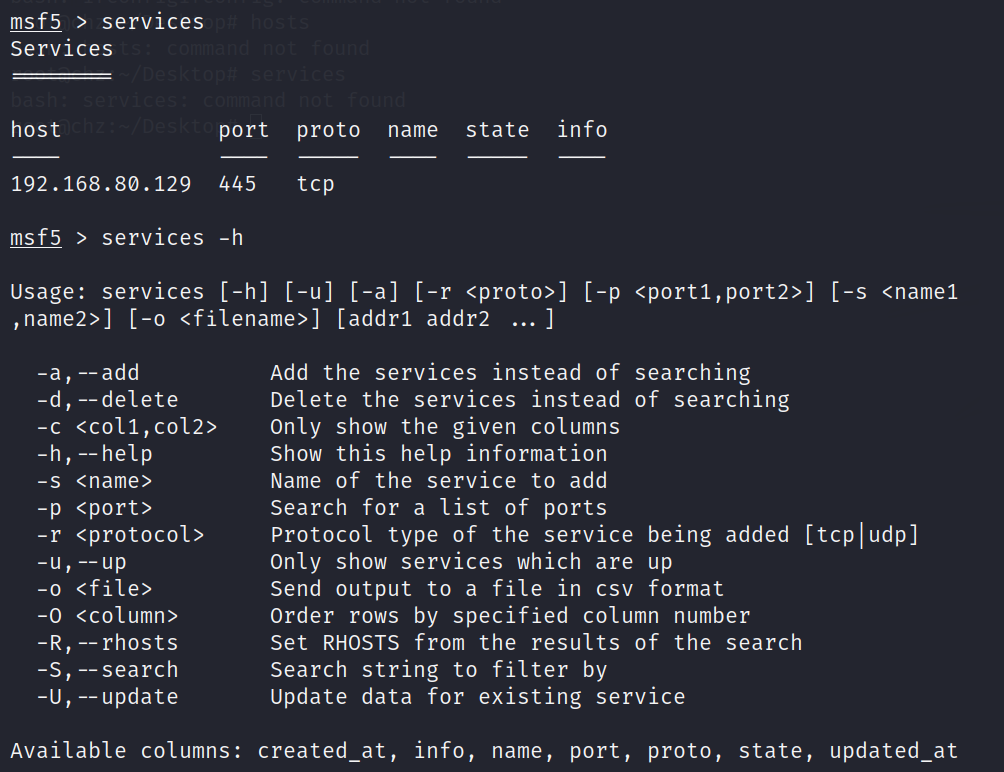 msf5 > services
Services
========
host port proto name state info
---- ---- ----- ---- ----- ----
192.168.80.129 445 tcp
msf5 > services -h
Usage: services [-h] [-u] [-a] [-r <proto>] [-p <port1,port2>] [-s <name1
,name2>] [-o <filename>] [addr1 addr2 ...]
-a,--add Add the services instead of searching
-d,--delete Delete the services instead of searching
-c <col1,col2> Only show the given columns
-h,--help Show this help information
-s <name> Name of the service to add
-p <port> Search for a list of ports
-r <protocol> Protocol type of the service being added [tcp|udp]
-u,--up Only show services which are up
-o <file> Send output to a file in csv format
-O <column> Order rows by specified column number
-R,--rhosts Set RHOSTS from the results of the search
-S,--search Search string to filter by
-U,--update Update data for existing service
Available columns: created_at, info, name, port, proto, state, updated_at